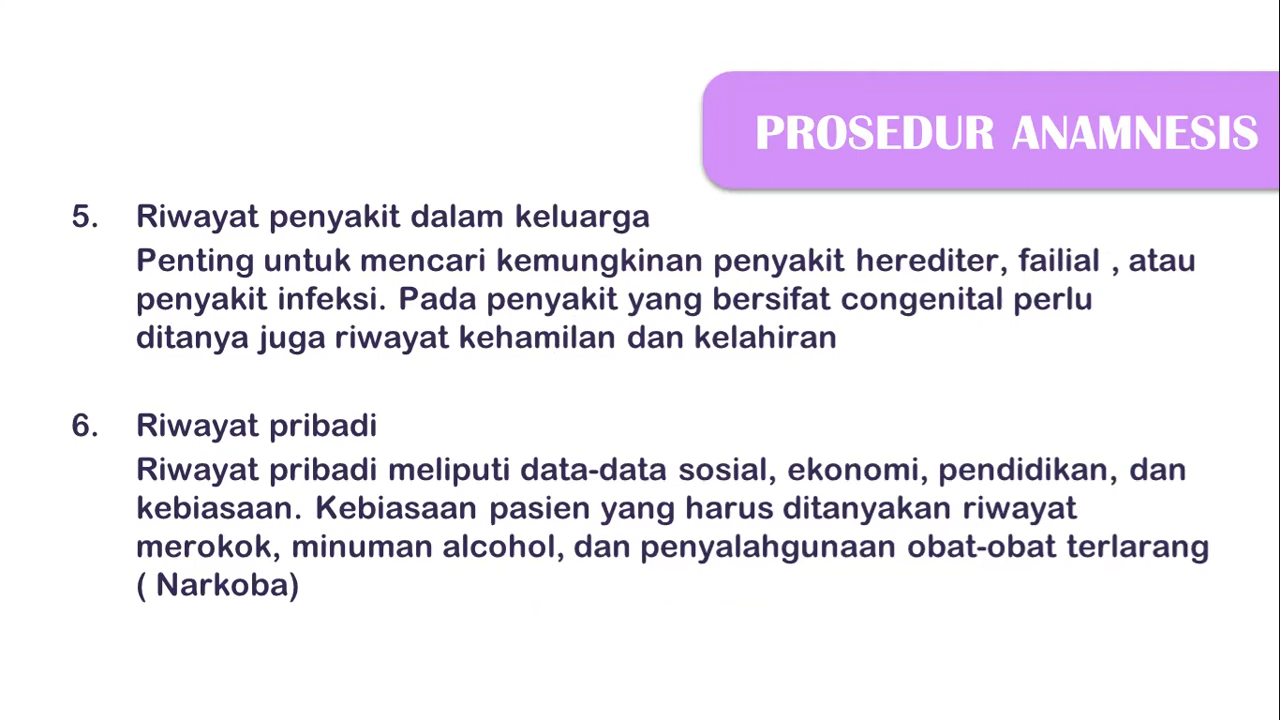 PROSEDUR ANAMNESIS
5. Riwayat penyakit dalam keluarga
Penting untuk mencari kemungkinan penyakit herediter, failial , atau
penyakit infeksi. Pada penyakit yang bersifat congenital perlu
ditanya juga riwayat kehamilan dan kelahiran
6. Riwayat pribadi
Riwayat pribadi meliputi data-data sosial, ekonomi, pendidikan, dan
kebiasaan. Kebiasaan pasien yang harus ditanyakan riwayat
merokok, minuman alcohol, dan penyalahgunaan obat-obat terlarang
( Narkoba)